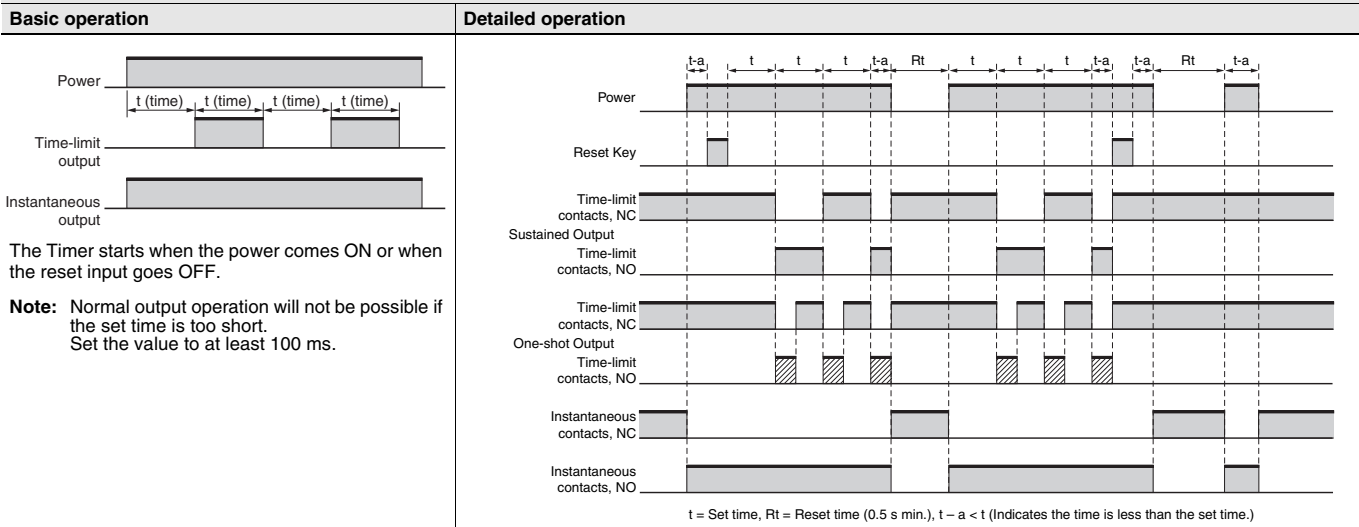 Basic operation
Detailed operation
Power
t (time) t (time) t (time) t (time)
Time-limit
output
Instantaneous
output
The Timer starts when the power comes ON or when
the reset input goes OFF.
Note: Normal output operation will not be possible if
the set time is too short.
Set the value to at least 100 ms.
t-a t t t t-a Rt t t t t-a t-a Rt t-a
Power
Reset Key
Time-limit
contacts, NC
Sustained Output
Time-limit
contacts, NO
Time-limit
contacts, NC
One-shot Output
Time-limit
contacts, NO
Instantaneous
contacts, NC
Instantaneous
contacts, NO
t = Set time, Rt = Reset time (0.5 s min.), t – a < t (Indicates the time is less than the set time.)